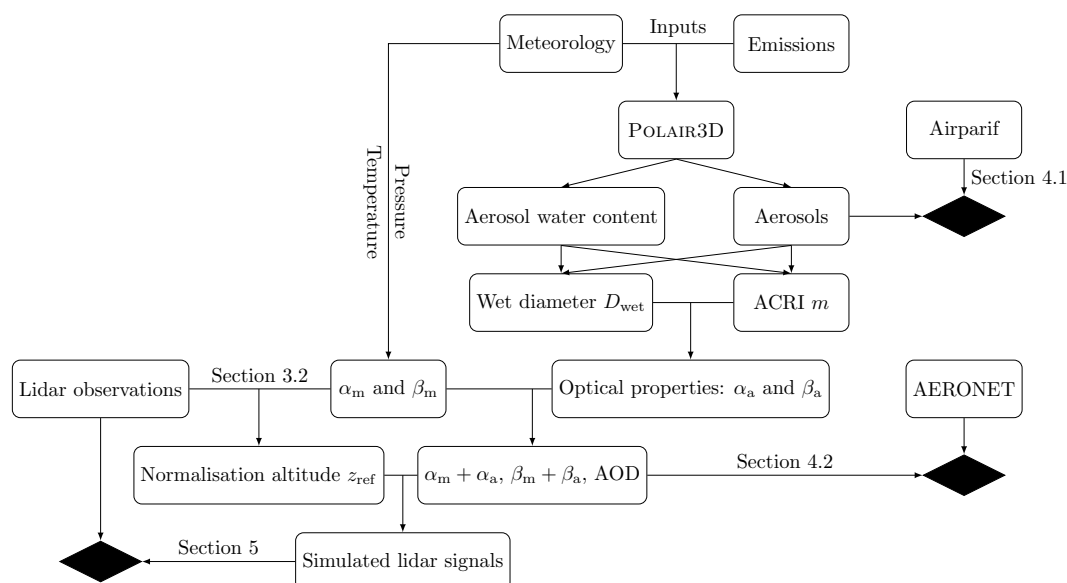 Meteorology
Inputs
Emissions
Pressure
Temperature
POLAIR3D
Airparif
Section 4.1
Aerosol water content
Aerosols
Wet diameter D_wet
ACRI m
Lidar observations
Section 3.2
α_m and β_m
Optical properties: α_a and β_a
AERONET
Normalisation altitude z_ref
α_m + α_a, β_m + β_a, AOD
Section 4.2
Section 5
Simulated lidar signals